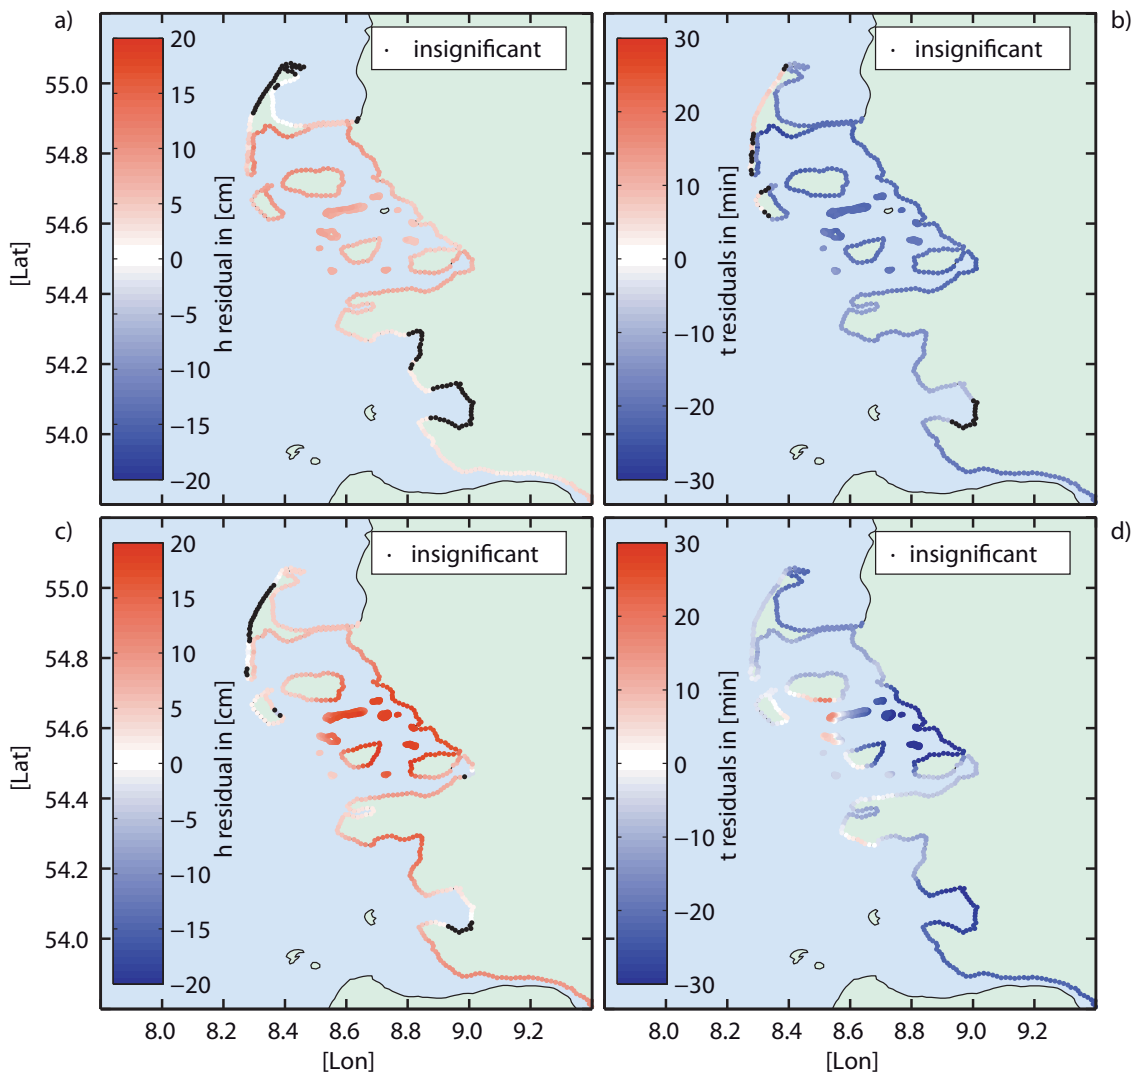 a)
20
15
10
5
0
−5
−10
−15
−20
h residual in [cm]
insignificant
55.0
54.8
54.6
54.4
54.2
54.0
[Lat]
b)
30
20
10
0
−10
−20
−30
t residuals in [min]
insignificant
c)
20
15
10
5
0
−5
−10
−15
−20
h residual in [cm]
insignificant
55.0
54.8
54.6
54.4
54.2
54.0
[Lat]
8.0 8.2 8.4 8.6 8.8 9.0 9.2
[Lon]
d)
30
20
10
0
−10
−20
−30
t residuals in [min]
insignificant
8.0 8.2 8.4 8.6 8.8 9.0 9.2
[Lon]